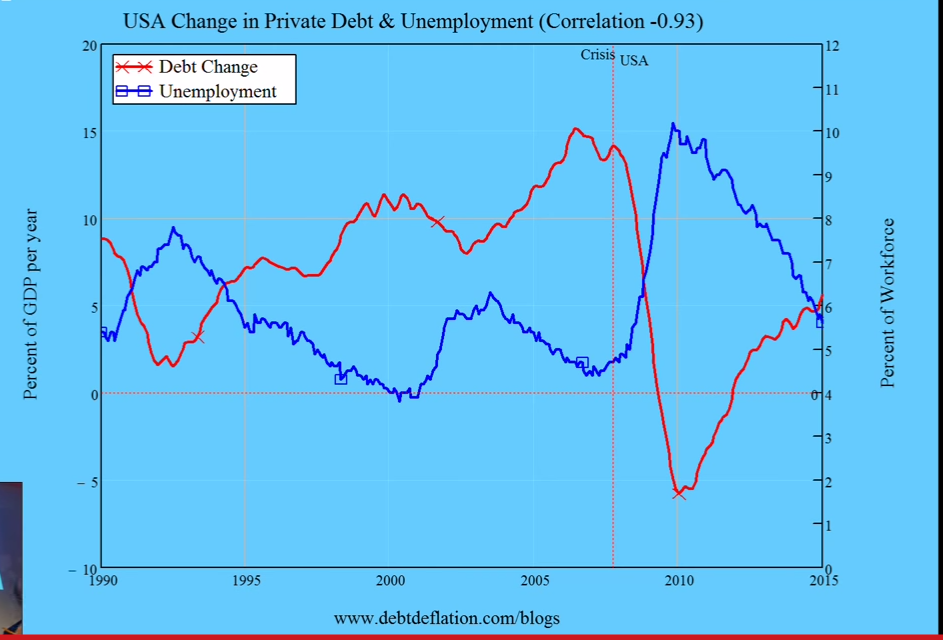 USA Change in Private Debt & Unemployment (Correlation -0.93)
20
15
10
5
0
– 5
– 10
Percent of GDP per year
Debt Change
Unemployment
Crisis USA
12
11
10
9
8
7
6
5
0 4
3
2
1
0
Percent of Workforce
1990 1995 2000 2005 2010 2015
www.debtdeflation.com/blogs